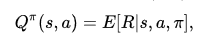 Q^π(s, a) = E[R|s, a, π],